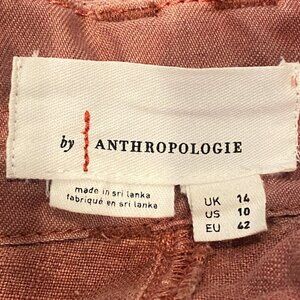 by ANTHROPOLOGIE
made in sri lanka
fabriqué en sri lanka
UK 14
US 10
EU 42